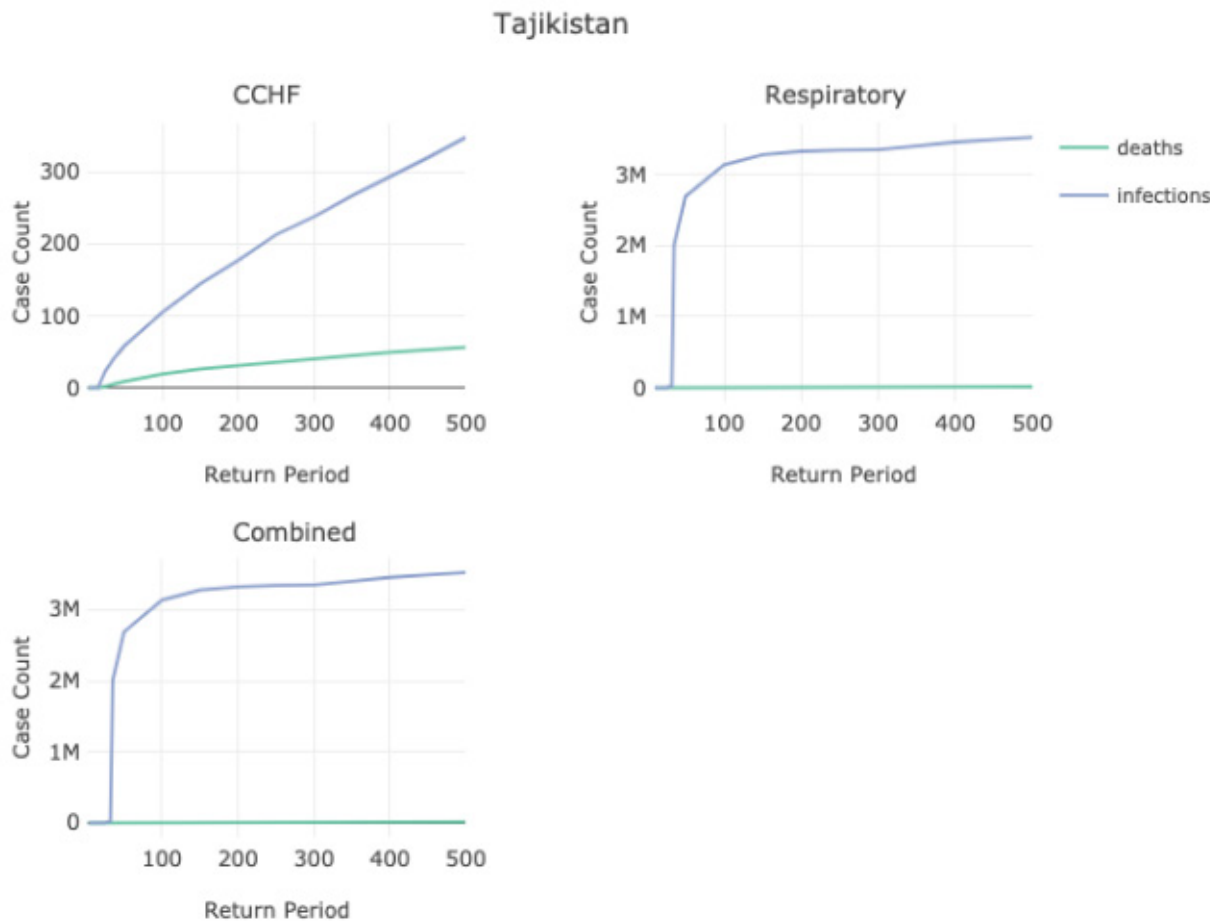 Tajikistan
CCHF
Case Count
300
200
100
0
100 200 300 400 500
Return Period
Respiratory
Case Count
3M
2M
1M
0
100 200 300 400 500
Return Period
deaths
infections
Combined
Case Count
3M
2M
1M
0
100 200 300 400 500
Return Period